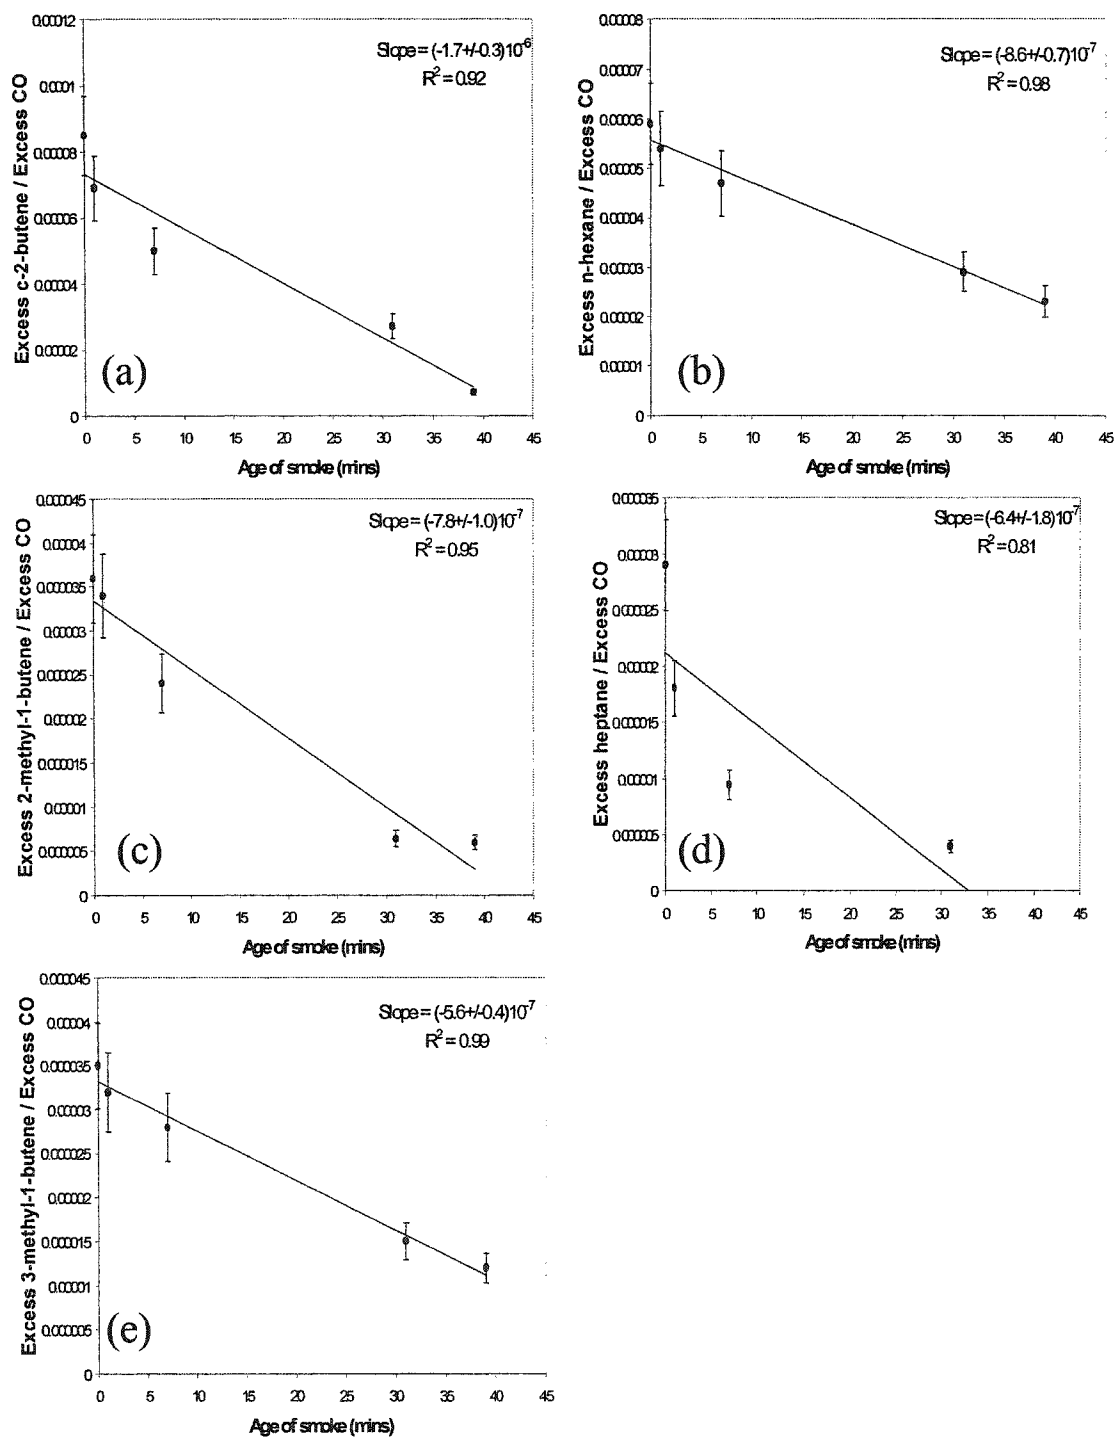 Excess c-2-butene / Excess CO
0.00012
0.0001
0.00008
0.00006
0.00004
0.00002
0
Slope = (-1.7+/-0.3)10-6
R2 = 0.92
(a)
0 5 10 15 20 25 30 35 40 45
Age of smoke (mins)
Excess n-hexane / Excess CO
0.00008
0.00007
0.00006
0.00005
0.00004
0.00003
0.00002
0.00001
0
Slope = (-8.6+/-0.7)10-7
R2 = 0.98
(b)
0 5 10 15 20 25 30 35 40 45
Age of smoke (mins)
Excess 2-methyl-1-butene / Excess CO
0.000045
0.00004
0.000035
0.00003
0.000025
0.00002
0.000015
0.00001
0.000005
0
Slope = (-7.8+/-1.0)10-7
R2 = 0.95
(c)
0 5 10 15 20 25 30 35 40 45
Age of smoke (mins)
Excess heptane / Excess CO
0.000035
0.00003
0.000025
0.00002
0.000015
0.00001
0.000005
0
Slope = (-6.4+/-1.8)10-7
R2 = 0.81
(d)
0 5 10 15 20 25 30 35 40 45
Age of smoke (mins)
Excess 3-methyl-1-butene / Excess CO
0.000045
0.00004
0.000035
0.00003
0.000025
0.00002
0.000015
0.00001
0.000005
0
Slope = (-5.6+/-0.4)10-7
R2 = 0.99
(e)
0 5 10 15 20 25 30 35 40 45
Age of smoke (mins)